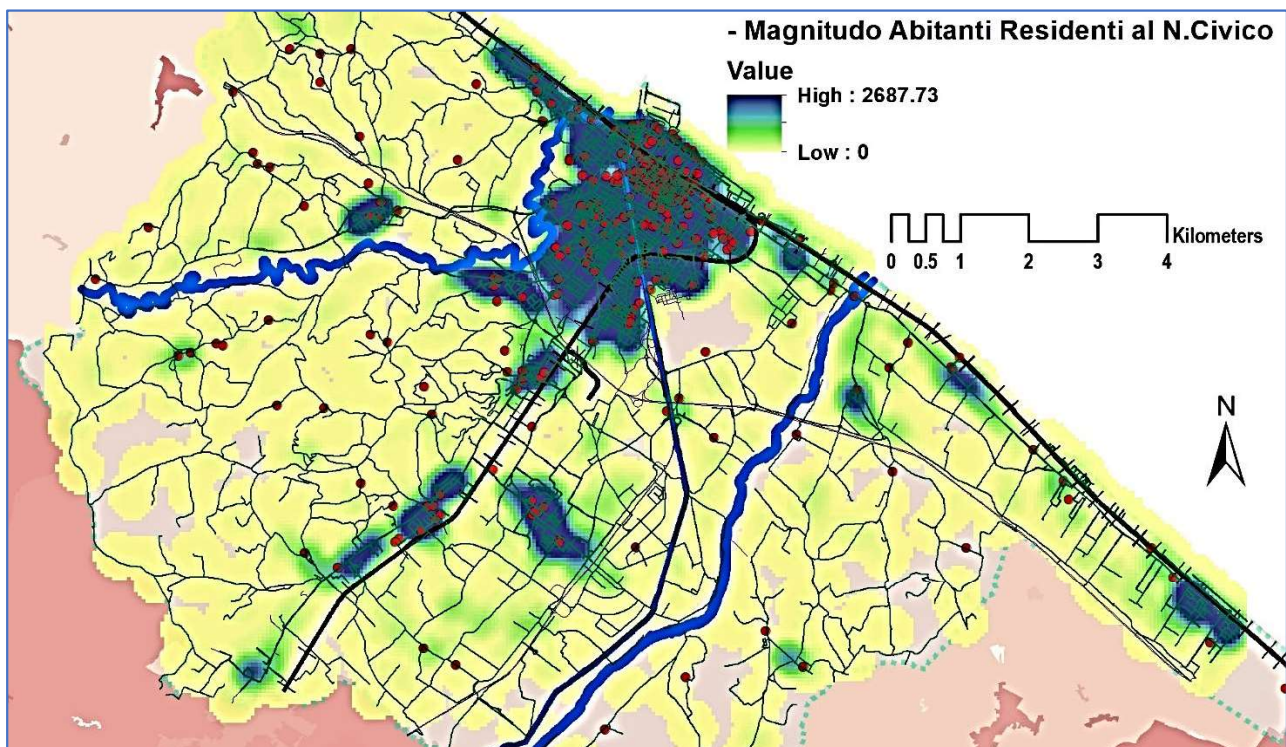 - Magnitudo Abitanti Residenti al N.Civico
Value
High : 2687.73
Low : 0
Kilometers
0 0.5 1 2 3 4
N